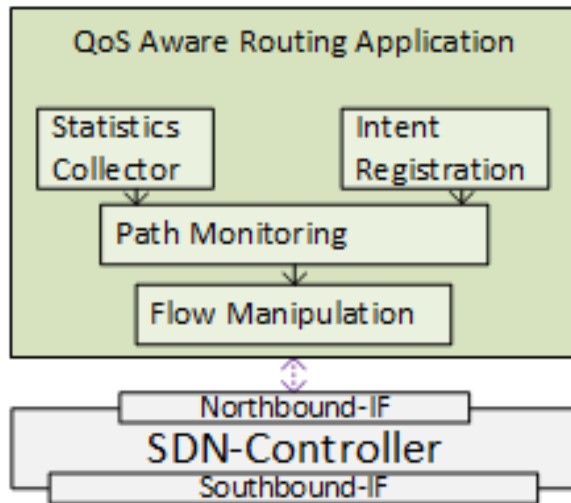 QoS Aware Routing Application
Statistics
Collector
Intent
Registration
Path Monitoring
Flow Manipulation
Northbound-IF
SDN-Controller
Southbound-IF